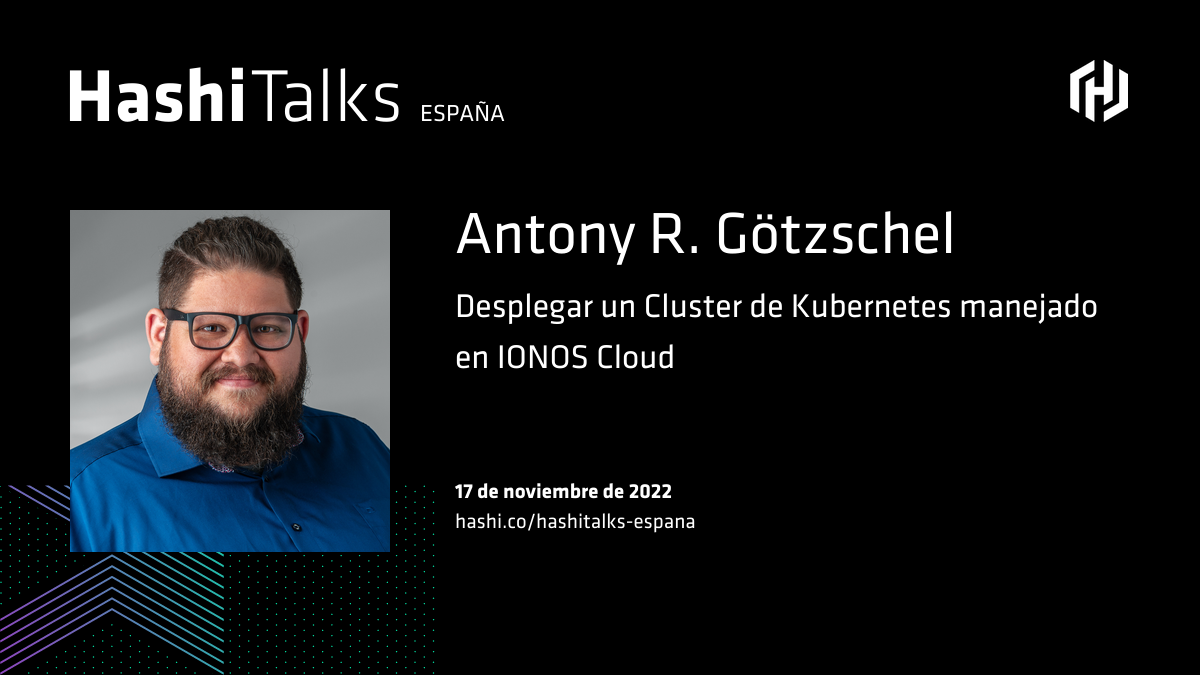 HashiTalks ESPAÑA
Antony R. Götzschel
Desplegar un Cluster de Kubernetes manejado
en IONOS Cloud
17 de noviembre de 2022
hashi.co/hashitalks-espana